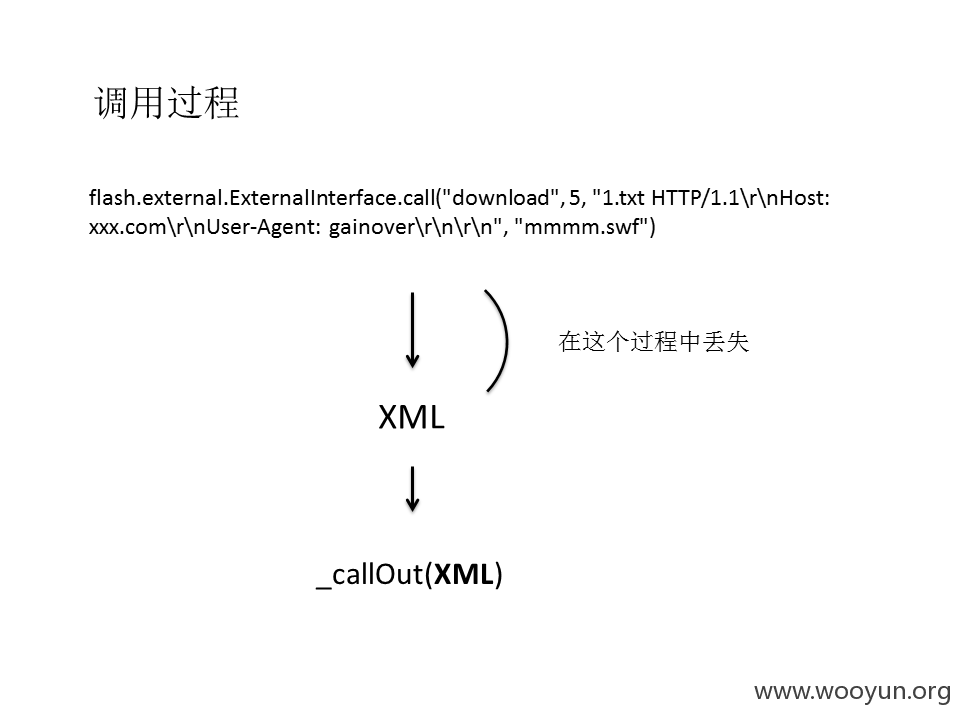 调用过程
flash.external.ExternalInterface.call("download", 5, "1.txt HTTP/1.1\r\nHost:
xxx.com\r\nUser-Agent: gainover\r\n\r\n", "mmmm.swf")
在这个过程中丢失
XML
_callOut(XML)
www.wooyun.org